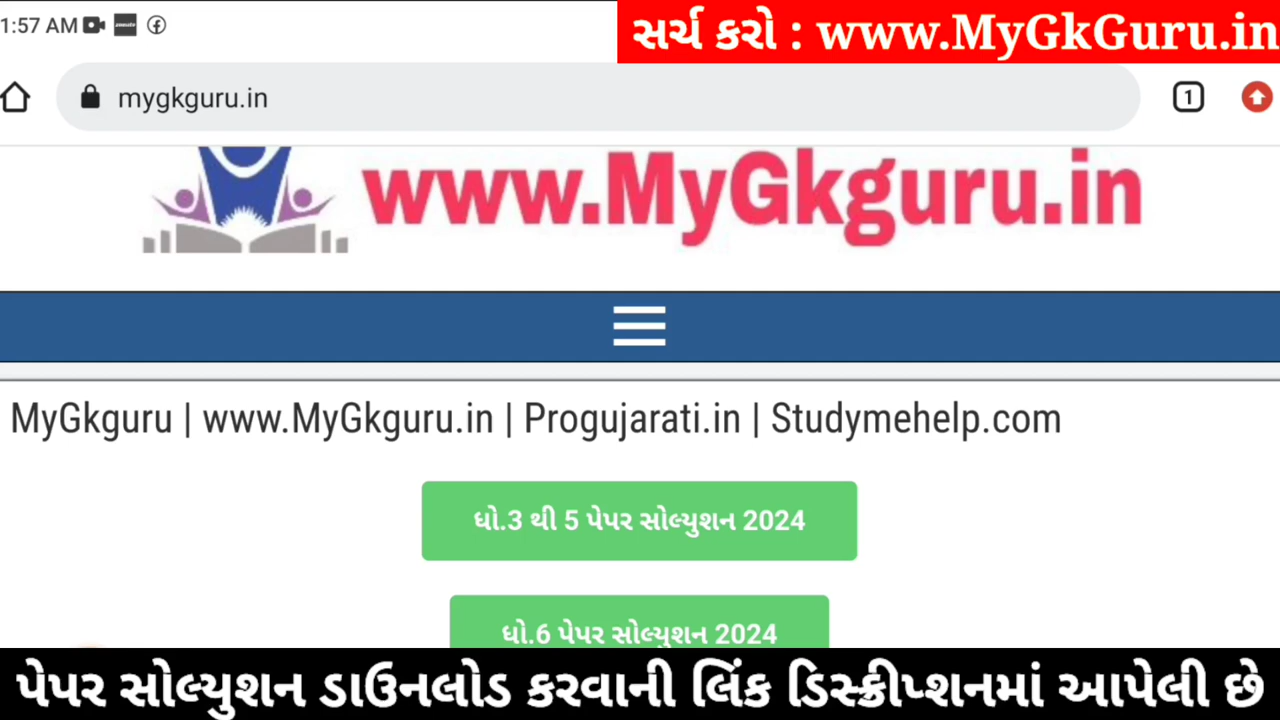 1:57 AM
સર્ચ કરો : www.MyGkGuru.in
mygkguru.in
1
www.MyGkguru.in
MyGkguru | www.MyGkguru.in | Progujarati.in | Studymehelp.com
ધો.3 થી 5 પેપર સોલ્યુશન 2024
ધો.6 પેપર સોલ્યુશન 2024
પેપર સોલ્યુશન ડાઉનલોડ કરવાની લિંક ડિસ્ક્રીપ્શનમાં આપેલી છે